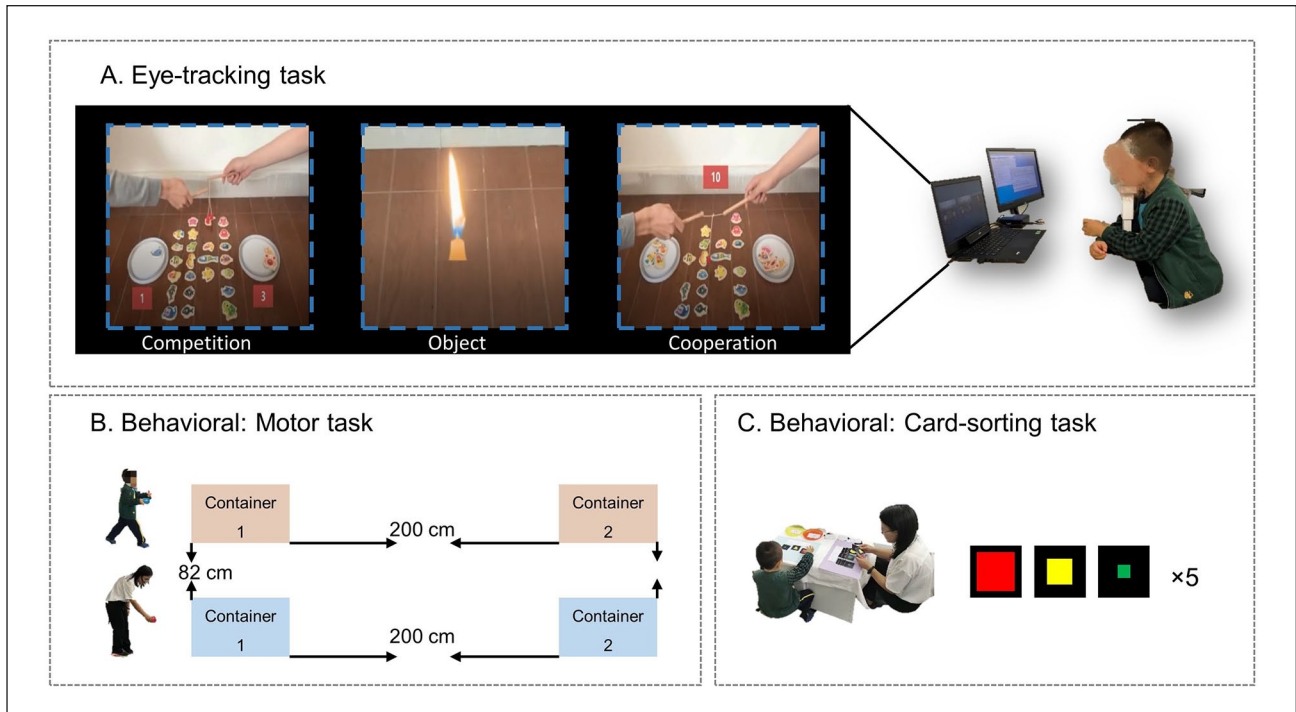 A. Eye-tracking task
10
1
3
Competition
Object
Cooperation
B. Behavioral: Motor task
Container
1
200 cm
Container
2
82 cm
Container
1
200 cm
Container
2
C. Behavioral: Card-sorting task
×5